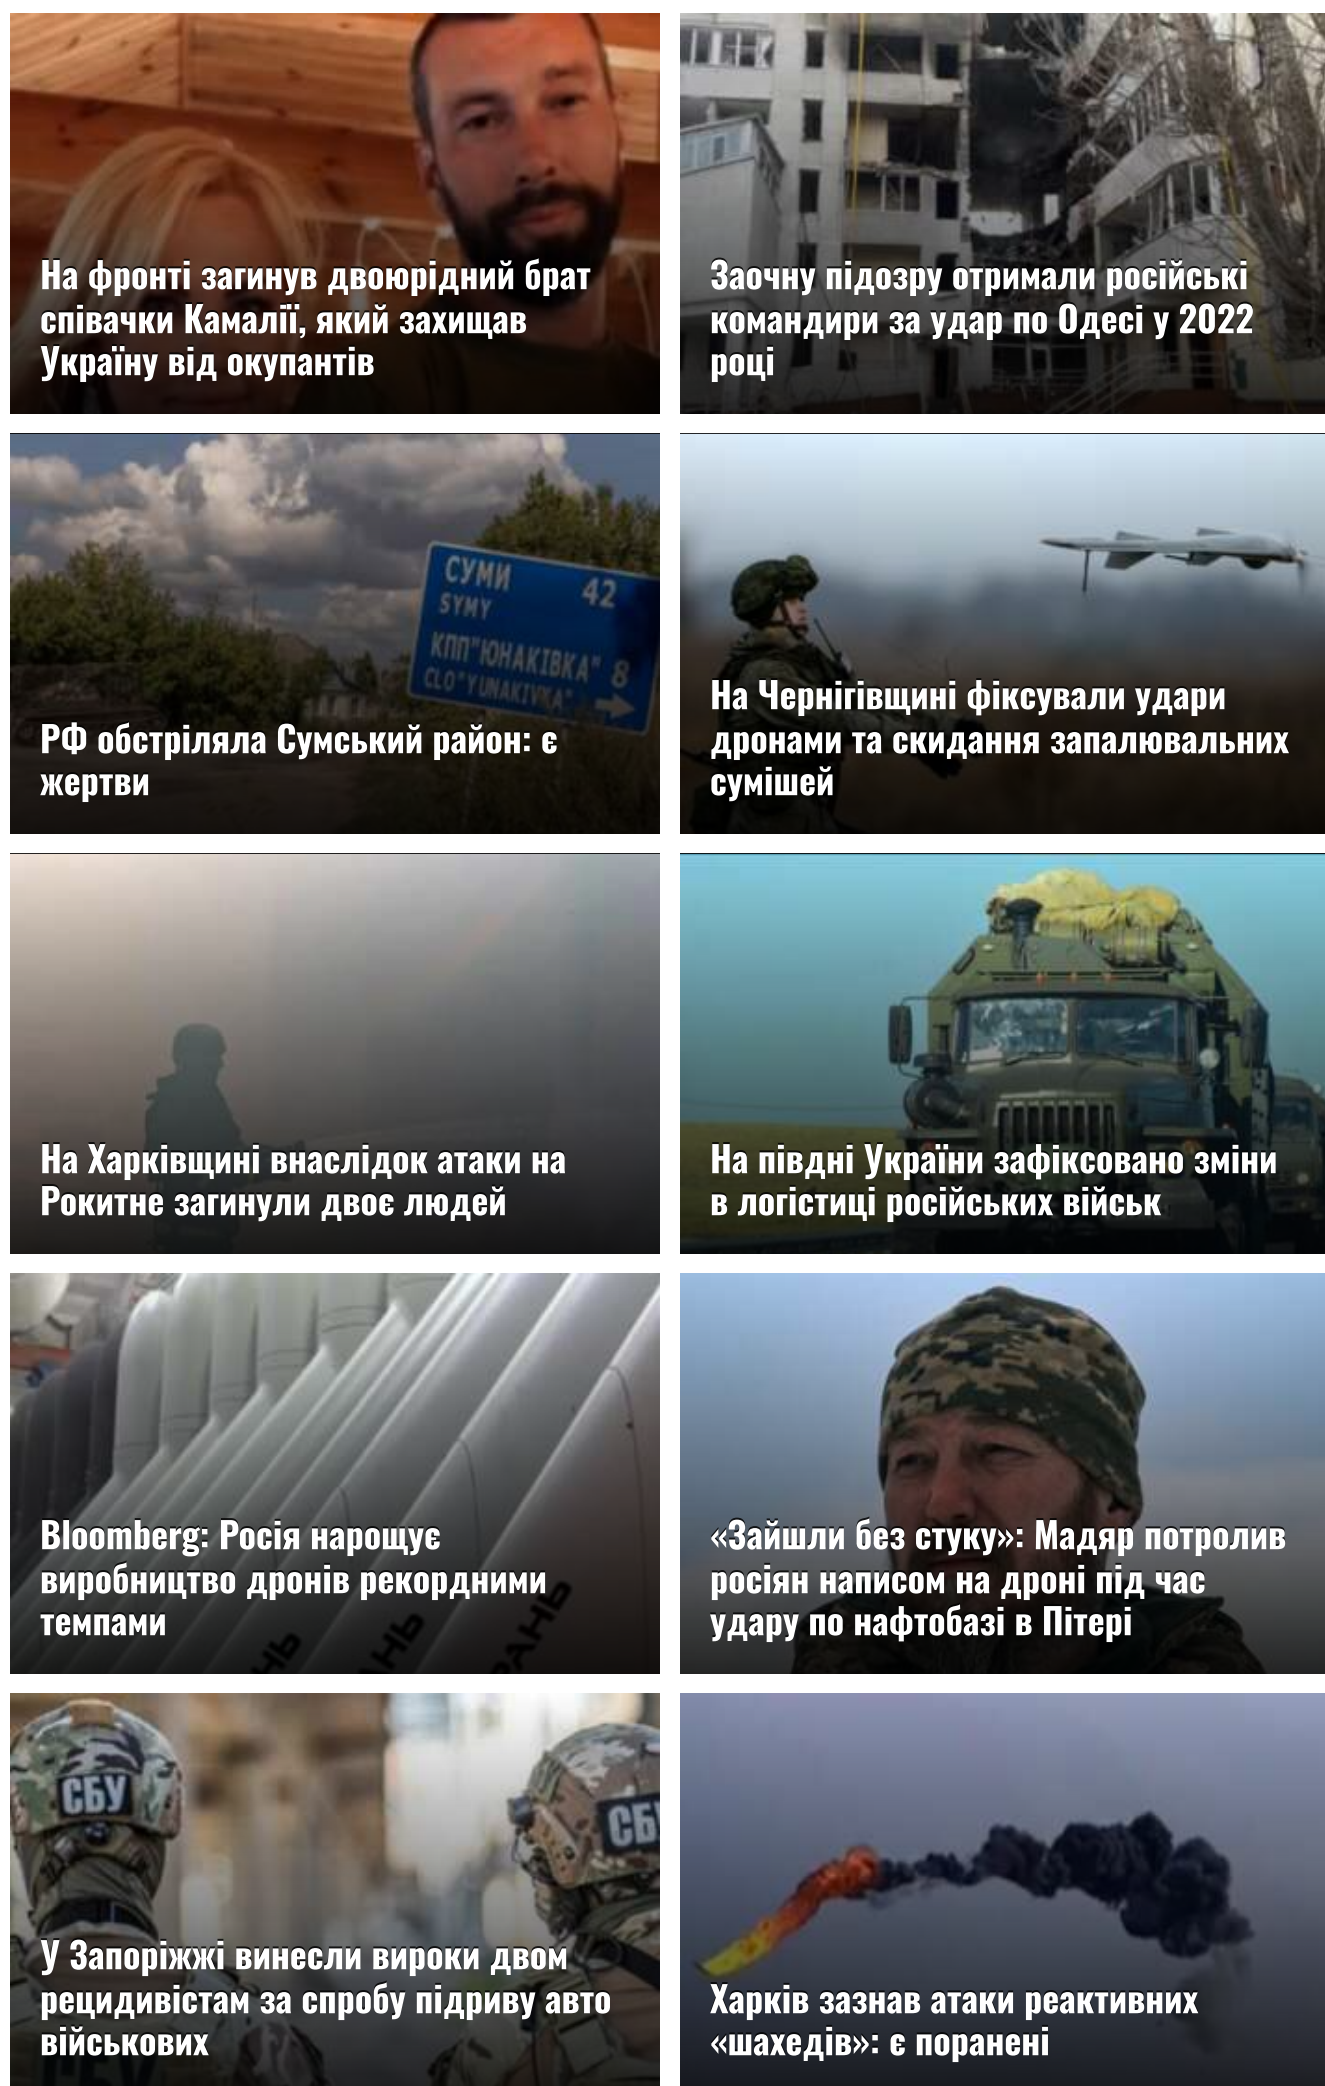 На фронті загинув двоюрідний брат
співачки Камалії, який захищав
Україну від окупантів
Заочну підозру отримали російські
командири за удар по Одесі у 2022
році
СУМИ 42
SYMY
КПП"ЮНАКІВКА" 8
CLO"YUNAKIVKA"
РФ обстріляла Сумський район: є
жертви
На Чернігівщині фіксували удари
дронами та скидання запалювальних
сумішей
На Харківщині внаслідок атаки на
Рокитне загинули двоє людей
На півдні України зафіксовано зміни
в логістиці російських військ
Bloomberg: Росія нарощує
виробництво дронів рекордними
темпами
«Зайшли без стуку»: Мадяр потролив
росіян написом на дроні під час
удару по нафтобазі в Пітері
СБУ
СБУ
У Запоріжжі винесли вироки двом
рецидивістам за спробу підриву авто
військових
Харків зазнав атаки реактивних
«шахедів»: є поранені